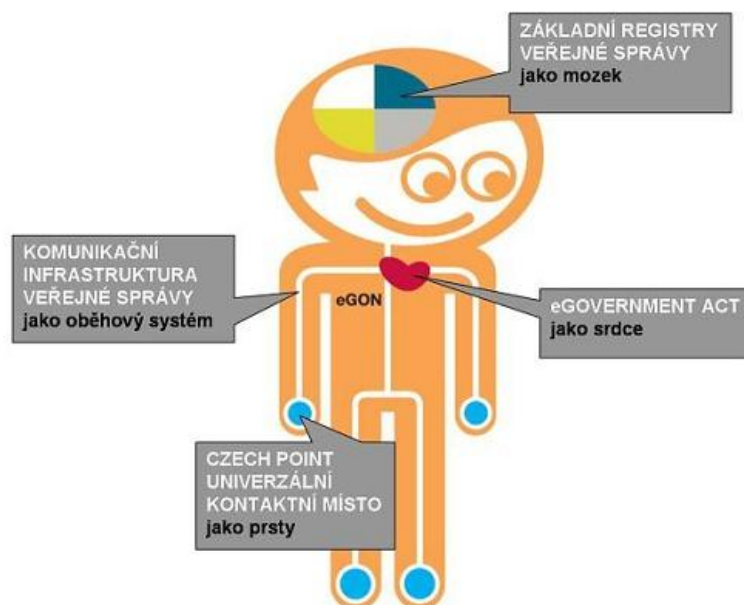 ZÁKLADNÍ REGISTRY
VEŘEJNÉ SPRÁVY
jako mozek
KOMUNIKAČNÍ
INFRASTRUKTURA
VEŘEJNÉ SPRÁVY
jako oběhový systém
eGON
eGOVERNMENT ACT
jako srdce
CZECH POINT
UNIVERZÁLNÍ
KONTAKTNÍ MÍSTO
jako prsty